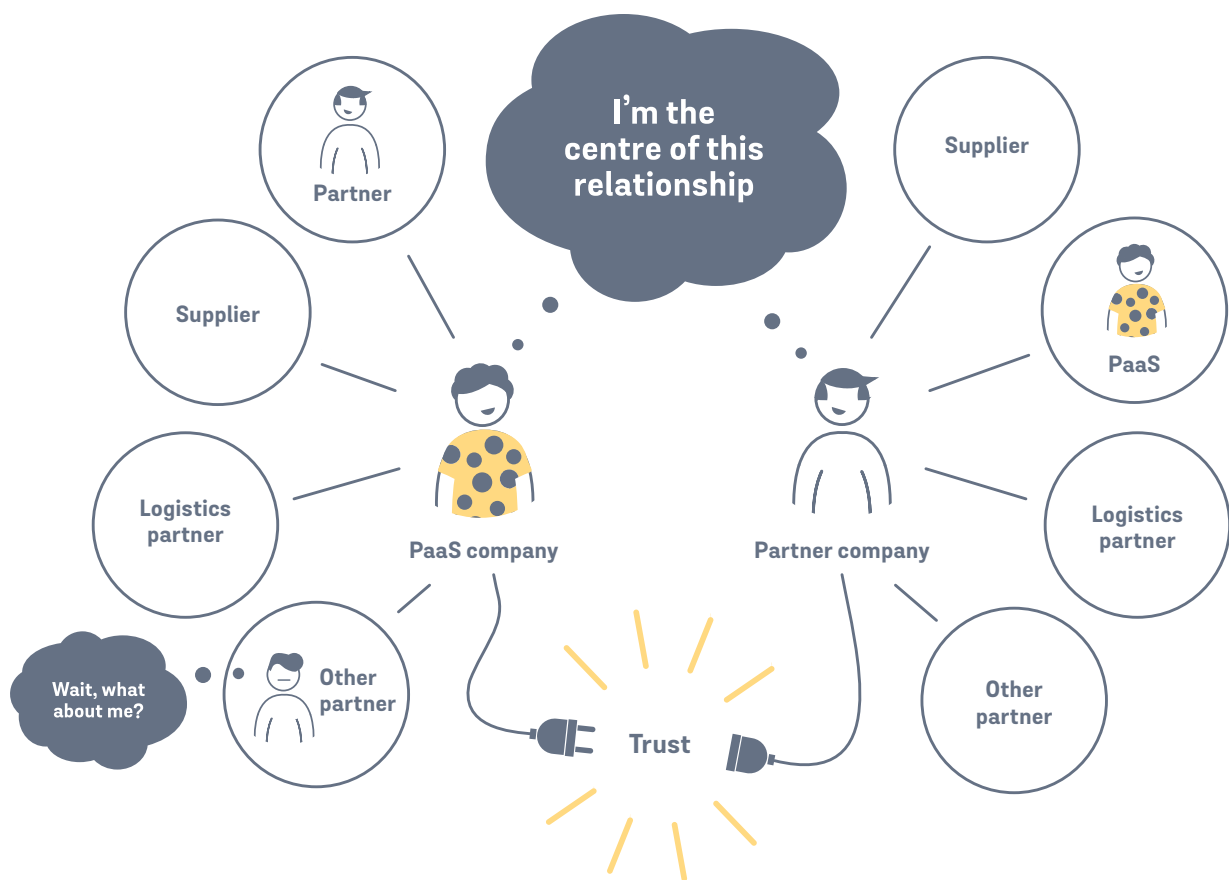 I'm the
centre of this
relationship
Partner
Supplier
Logistics
partner
Other
partner
Wait, what
about me?
PaaS company
Partner company
Supplier
PaaS
Logistics
partner
Other
partner
Trust